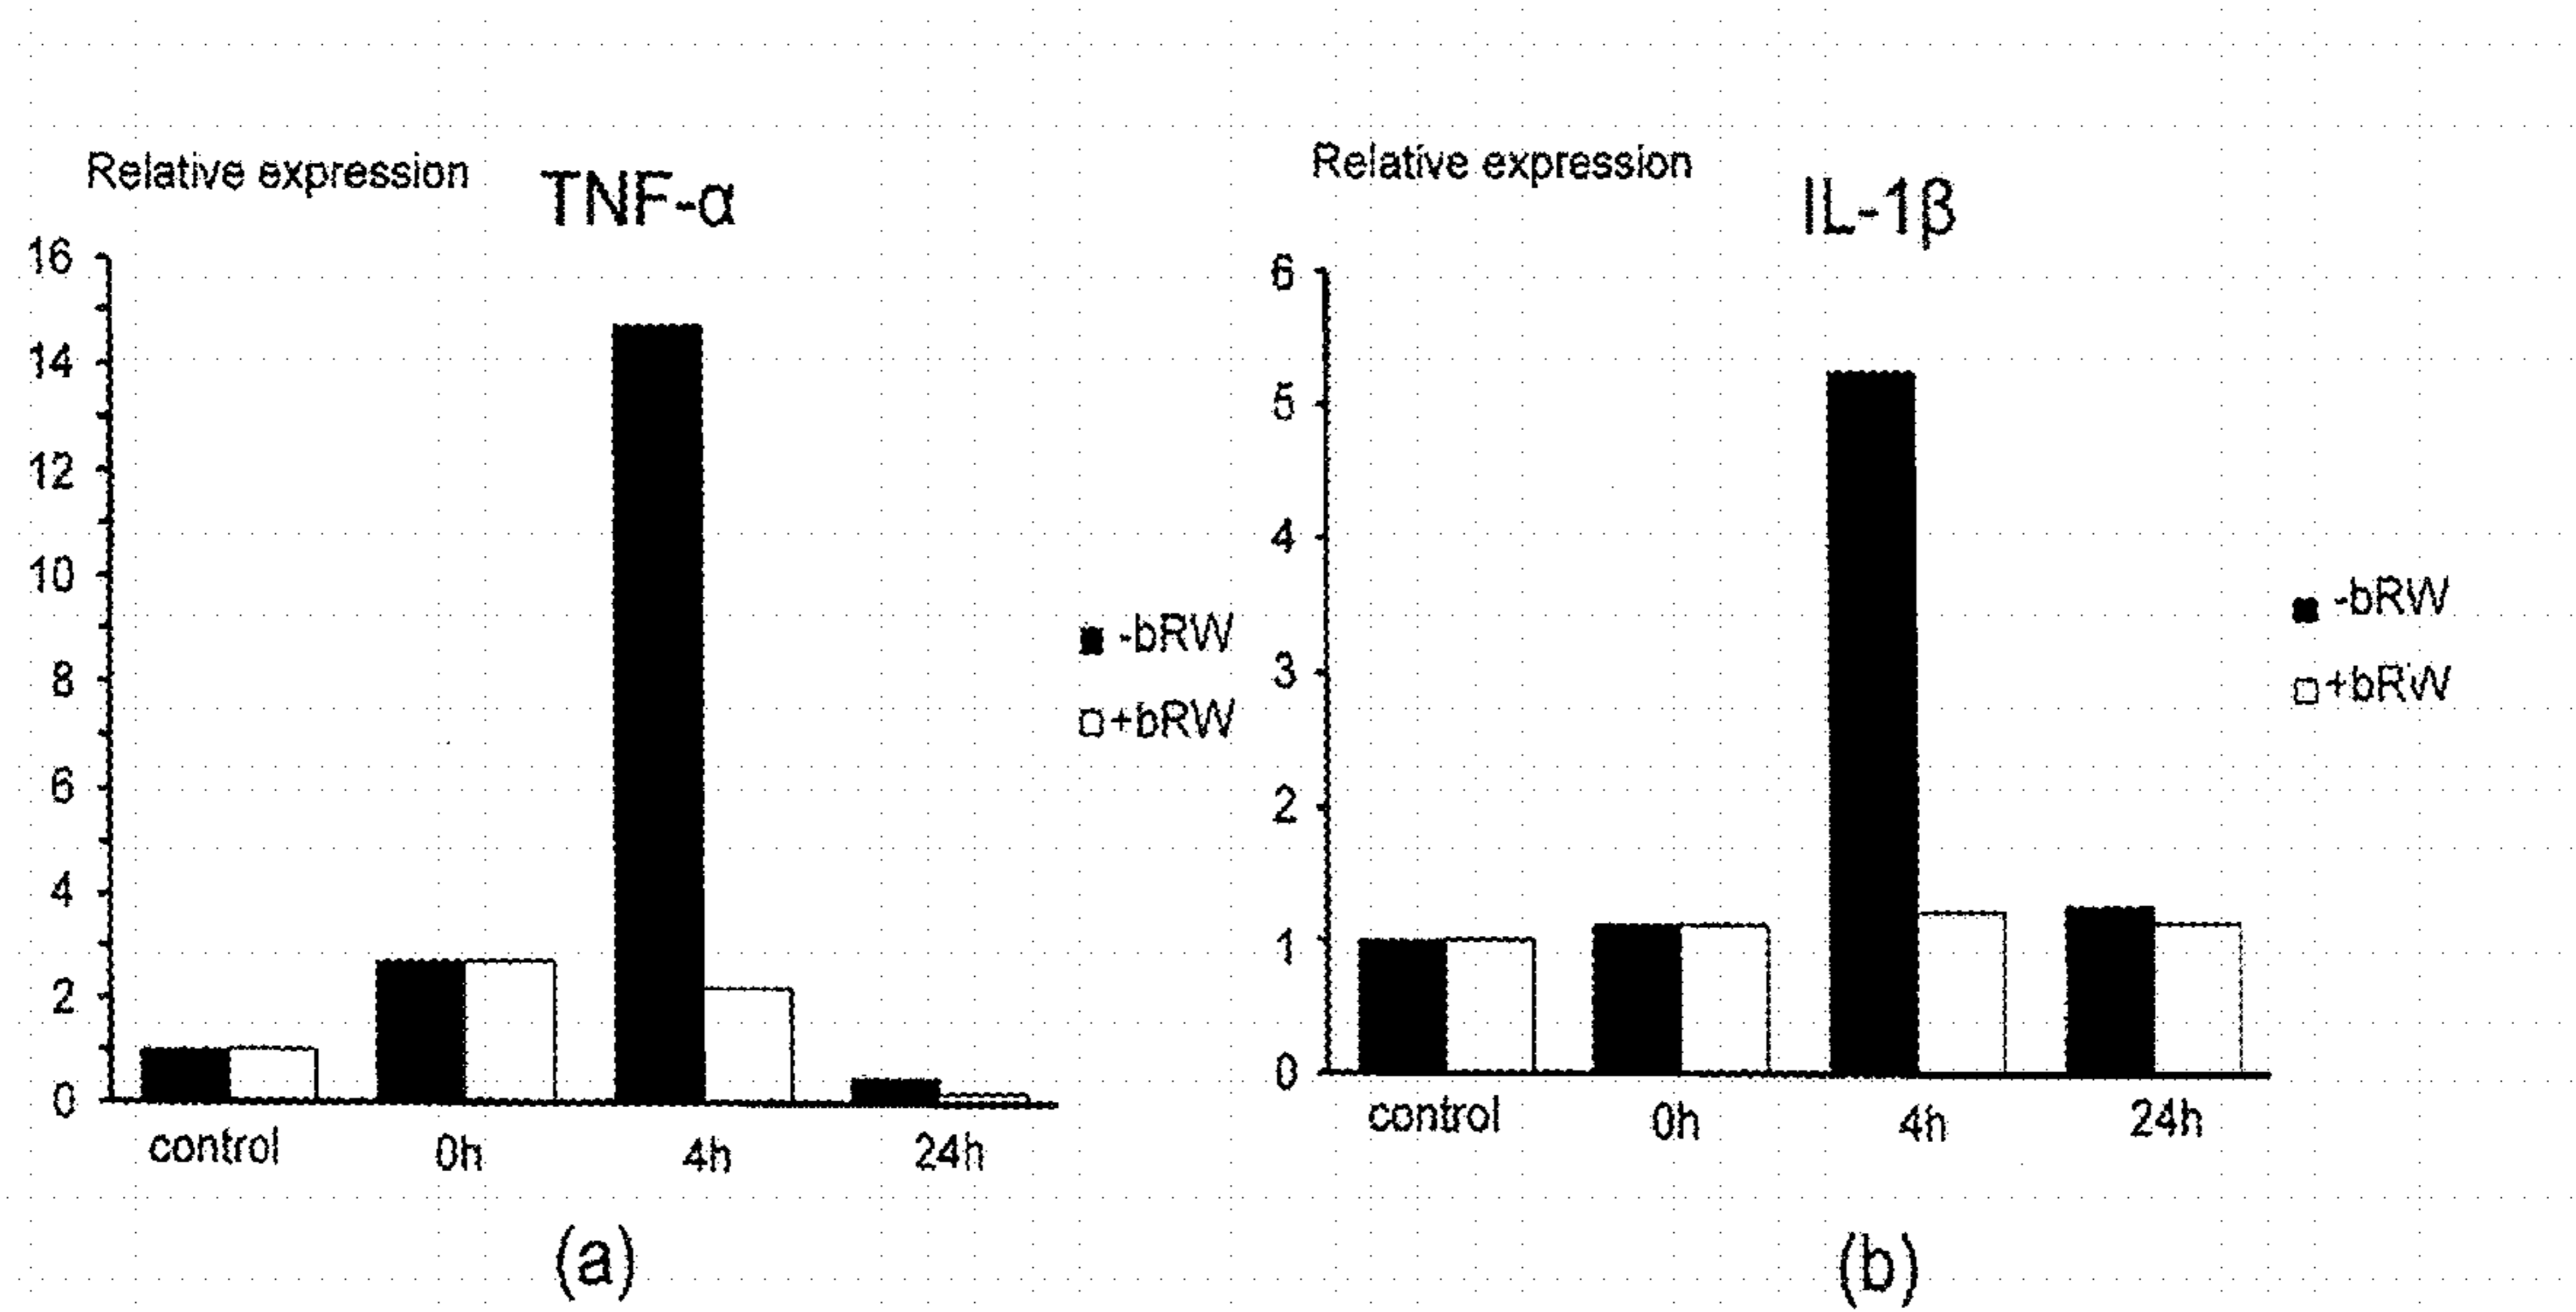 Relative expression
TNF-α
16
14
12
10
8
6
4
2
0
control
0h
4h
24h
-bRW
+bRW
(a)
Relative expression
IL-1β
6
5
4
3
2
1
0
control
0h
4h
24h
-bRW
+bRW
(b)